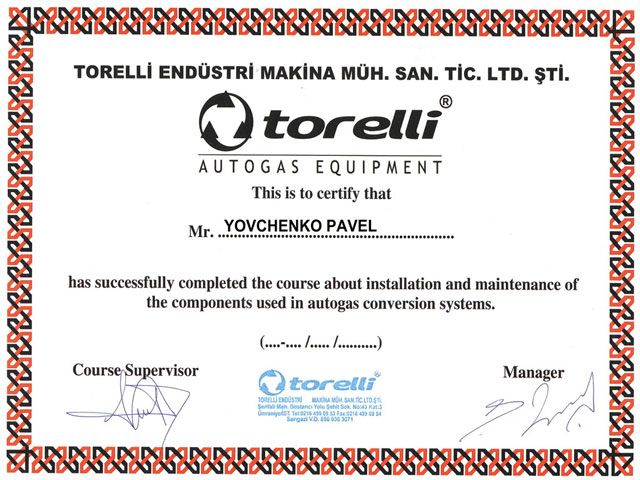 TORELLİ ENDÜSTRİ MAKİNA MÜH. SAN. TİC. LTD. ŞTİ.
torelli®
AUTOGAS EQUIPMENT
This is to certify that
Mr. YOVCHENKO PAVEL
has successfully completed the course about installation and maintenance of
the components used in autogas conversion systems.
(....-.... /..... /..........)
Course Supervisor
Manager
torelli
TORELLİ ENDÜSTRİ MAKİNA MÜH.SAN.TİC.LTD.ŞTİ.
Şerifali Mah. Bostancı Yolu Şehit Sok. No:43 Kat:3
Ümraniye/İST. Tel:0216 499 09 53 Fax:0216 499 08 54
Sarıgazi V.D. 859 036 3071